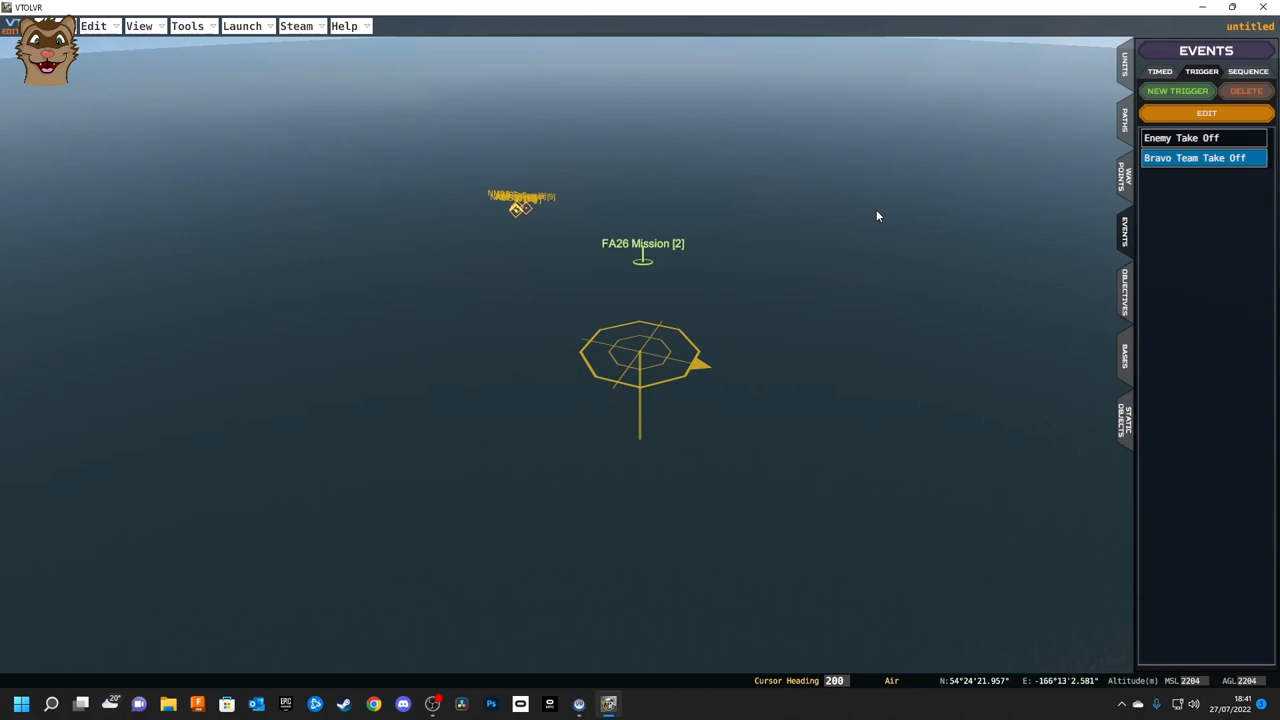 VTOLVR
Edit View Tools Launch Steam Help
untitled
EVENTS
TIMED TRIGGER SEQUENCE
NEW TRIGGER DELETE
EDIT
Enemy Take Off
Bravo Team Take Off
UNITS
PATHS
WAY POINTS
EVENTS
OBJECTIVES
BASES
STATIC OBJECTS
FA26 Mission [2]
Cursor Heading 200 Air N:54°24'21.957" E: -166°13'2.581" Altitude(m) MSL 2204 AGL 2204
20°
18:41
27/07/2022